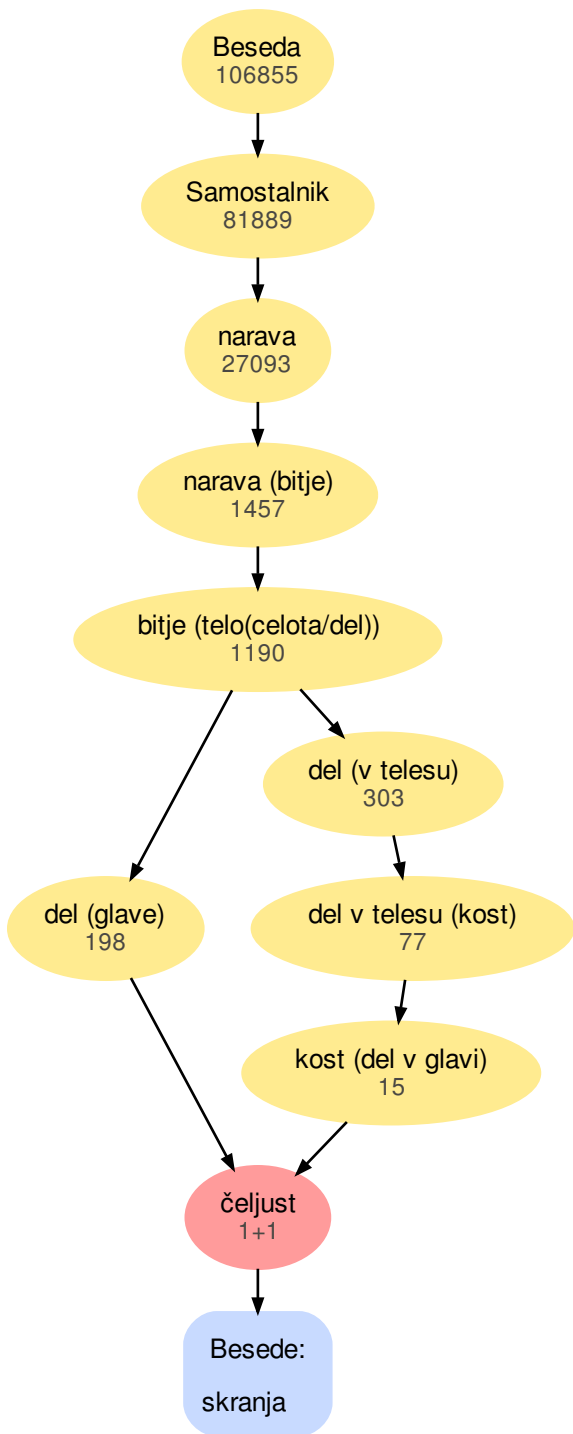 Beseda
106855
Samostalnik
81889
narava
27093
narava (bitje)
1457
bitje (telo(celota/del))
1190
del (v telesu)
303
del (glave)
198
del v telesu (kost)
77
kost (del v glavi)
15
čeljust
1+1
Besede:
skranja